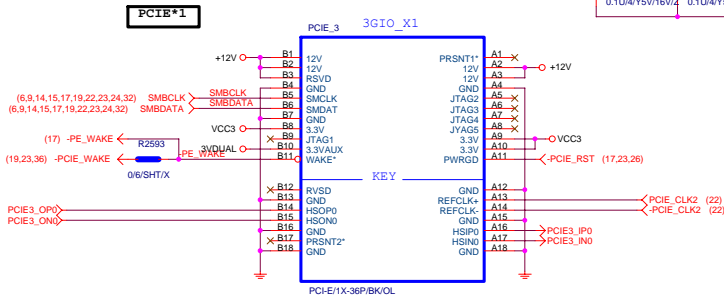 PCIE*1
0.1U/4/Y5V/16V/Z
0.1U/4/Y5
PCIE_3
3GIO_X1
+12V
B1 12V PRSNT1* A1
B2 12V 12V A2
B3 RSVD 12V A3
+12V
B4 GND GND A4
(6,9,14,15,17,19,22,23,24,32) SMBCLK SMBCLK B5 SMCLK JTAG2 A5
(6,9,14,15,17,19,22,23,24,32) SMBDATA SMBDATA B6 SMDAT JTAG3 A6
B7 GND JTAG4 A7
VCC3 B8 3.3V JYAG5 A8
(17) -PE_WAKE B9 JTAG1 3.3V A9 VCC3
R2593 3VDUAL B10 3.3VAUX 3.3V A10
(19,23,36) -PCIE_WAKE -PE_WAKE B11 WAKE* PWRGD A11 -PCIE_RST (17,23,26)
0/6/SHT/X
KEY
B12 RVSD GND A12
B13 GND REFCLK+ A13 PCIE_CLK2 (22)
PCIE3_OP0 B14 HSOP0 REFCLK- A14 -PCIE_CLK2 (22)
PCIE3_ON0 B15 HSON0 GND A15
B16 GND HSIP0 A16 PCIE3_IP0
B17 PRSNT2* HSIN0 A17 PCIE3_IN0
B18 GND GND A18
PCI-E/1X-36P/BK/OL